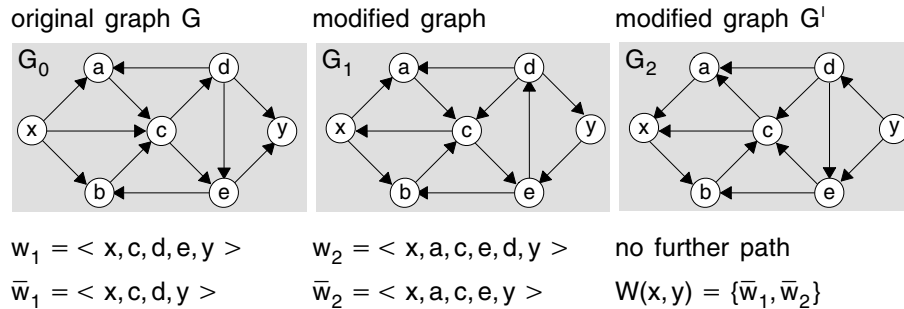 original graph G
modified graph
modified graph G'
G₀
a
d
x
c
y
b
e
G₁
a
d
x
c
y
b
e
G₂
a
d
x
c
y
b
e
w₁ = < x, c, d, e, y >
w̅₁ = < x, c, d, y >
w₂ = < x, a, c, e, d, y >
w̅₂ = < x, a, c, e, y >
no further path
W(x, y) = {w̅₁, w̅₂}